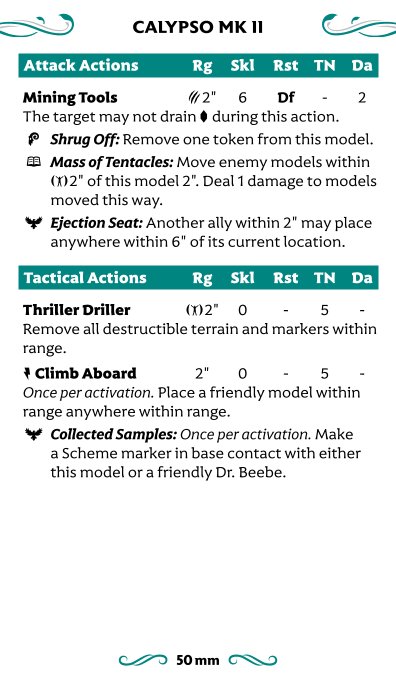 CALYPSO MK II
Attack Actions Rg Skl Rst TN Da
Mining Tools 2" 6 Df - 2
The target may not drain during this action.
Shrug Off: Remove one token from this model.
Mass of Tentacles: Move enemy models within
2" of this model 2". Deal 1 damage to models
moved this way.
Ejection Seat: Another ally within 2" may place
anywhere within 6" of its current location.
Tactical Actions Rg Skl Rst TN Da
Thriller Driller 2" 0 - 5 -
Remove all destructible terrain and markers within
range.
Climb Aboard 2" 0 - 5 -
Once per activation. Place a friendly model within
range anywhere within range.
Collected Samples: Once per activation. Make
a Scheme marker in base contact with either
this model or a friendly Dr. Beebe.
50 mm